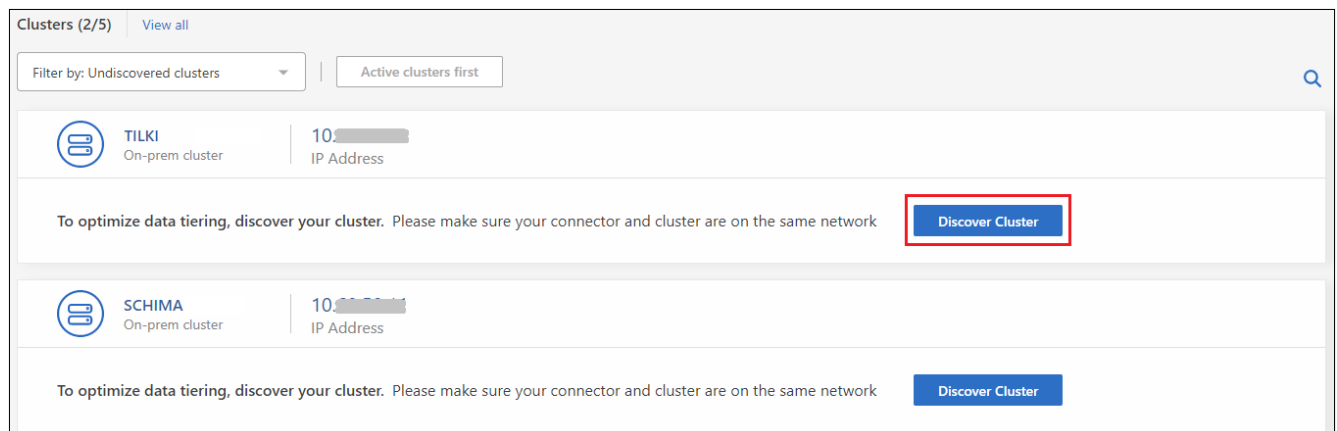 Clusters (2/5) View all
Filter by: Undiscovered clusters Active clusters first
TILKI 10.
On-prem cluster IP Address
To optimize data tiering, discover your cluster. Please make sure your connector and cluster are on the same network Discover Cluster
SCHIMA 10.
On-prem cluster IP Address
To optimize data tiering, discover your cluster. Please make sure your connector and cluster are on the same network Discover Cluster